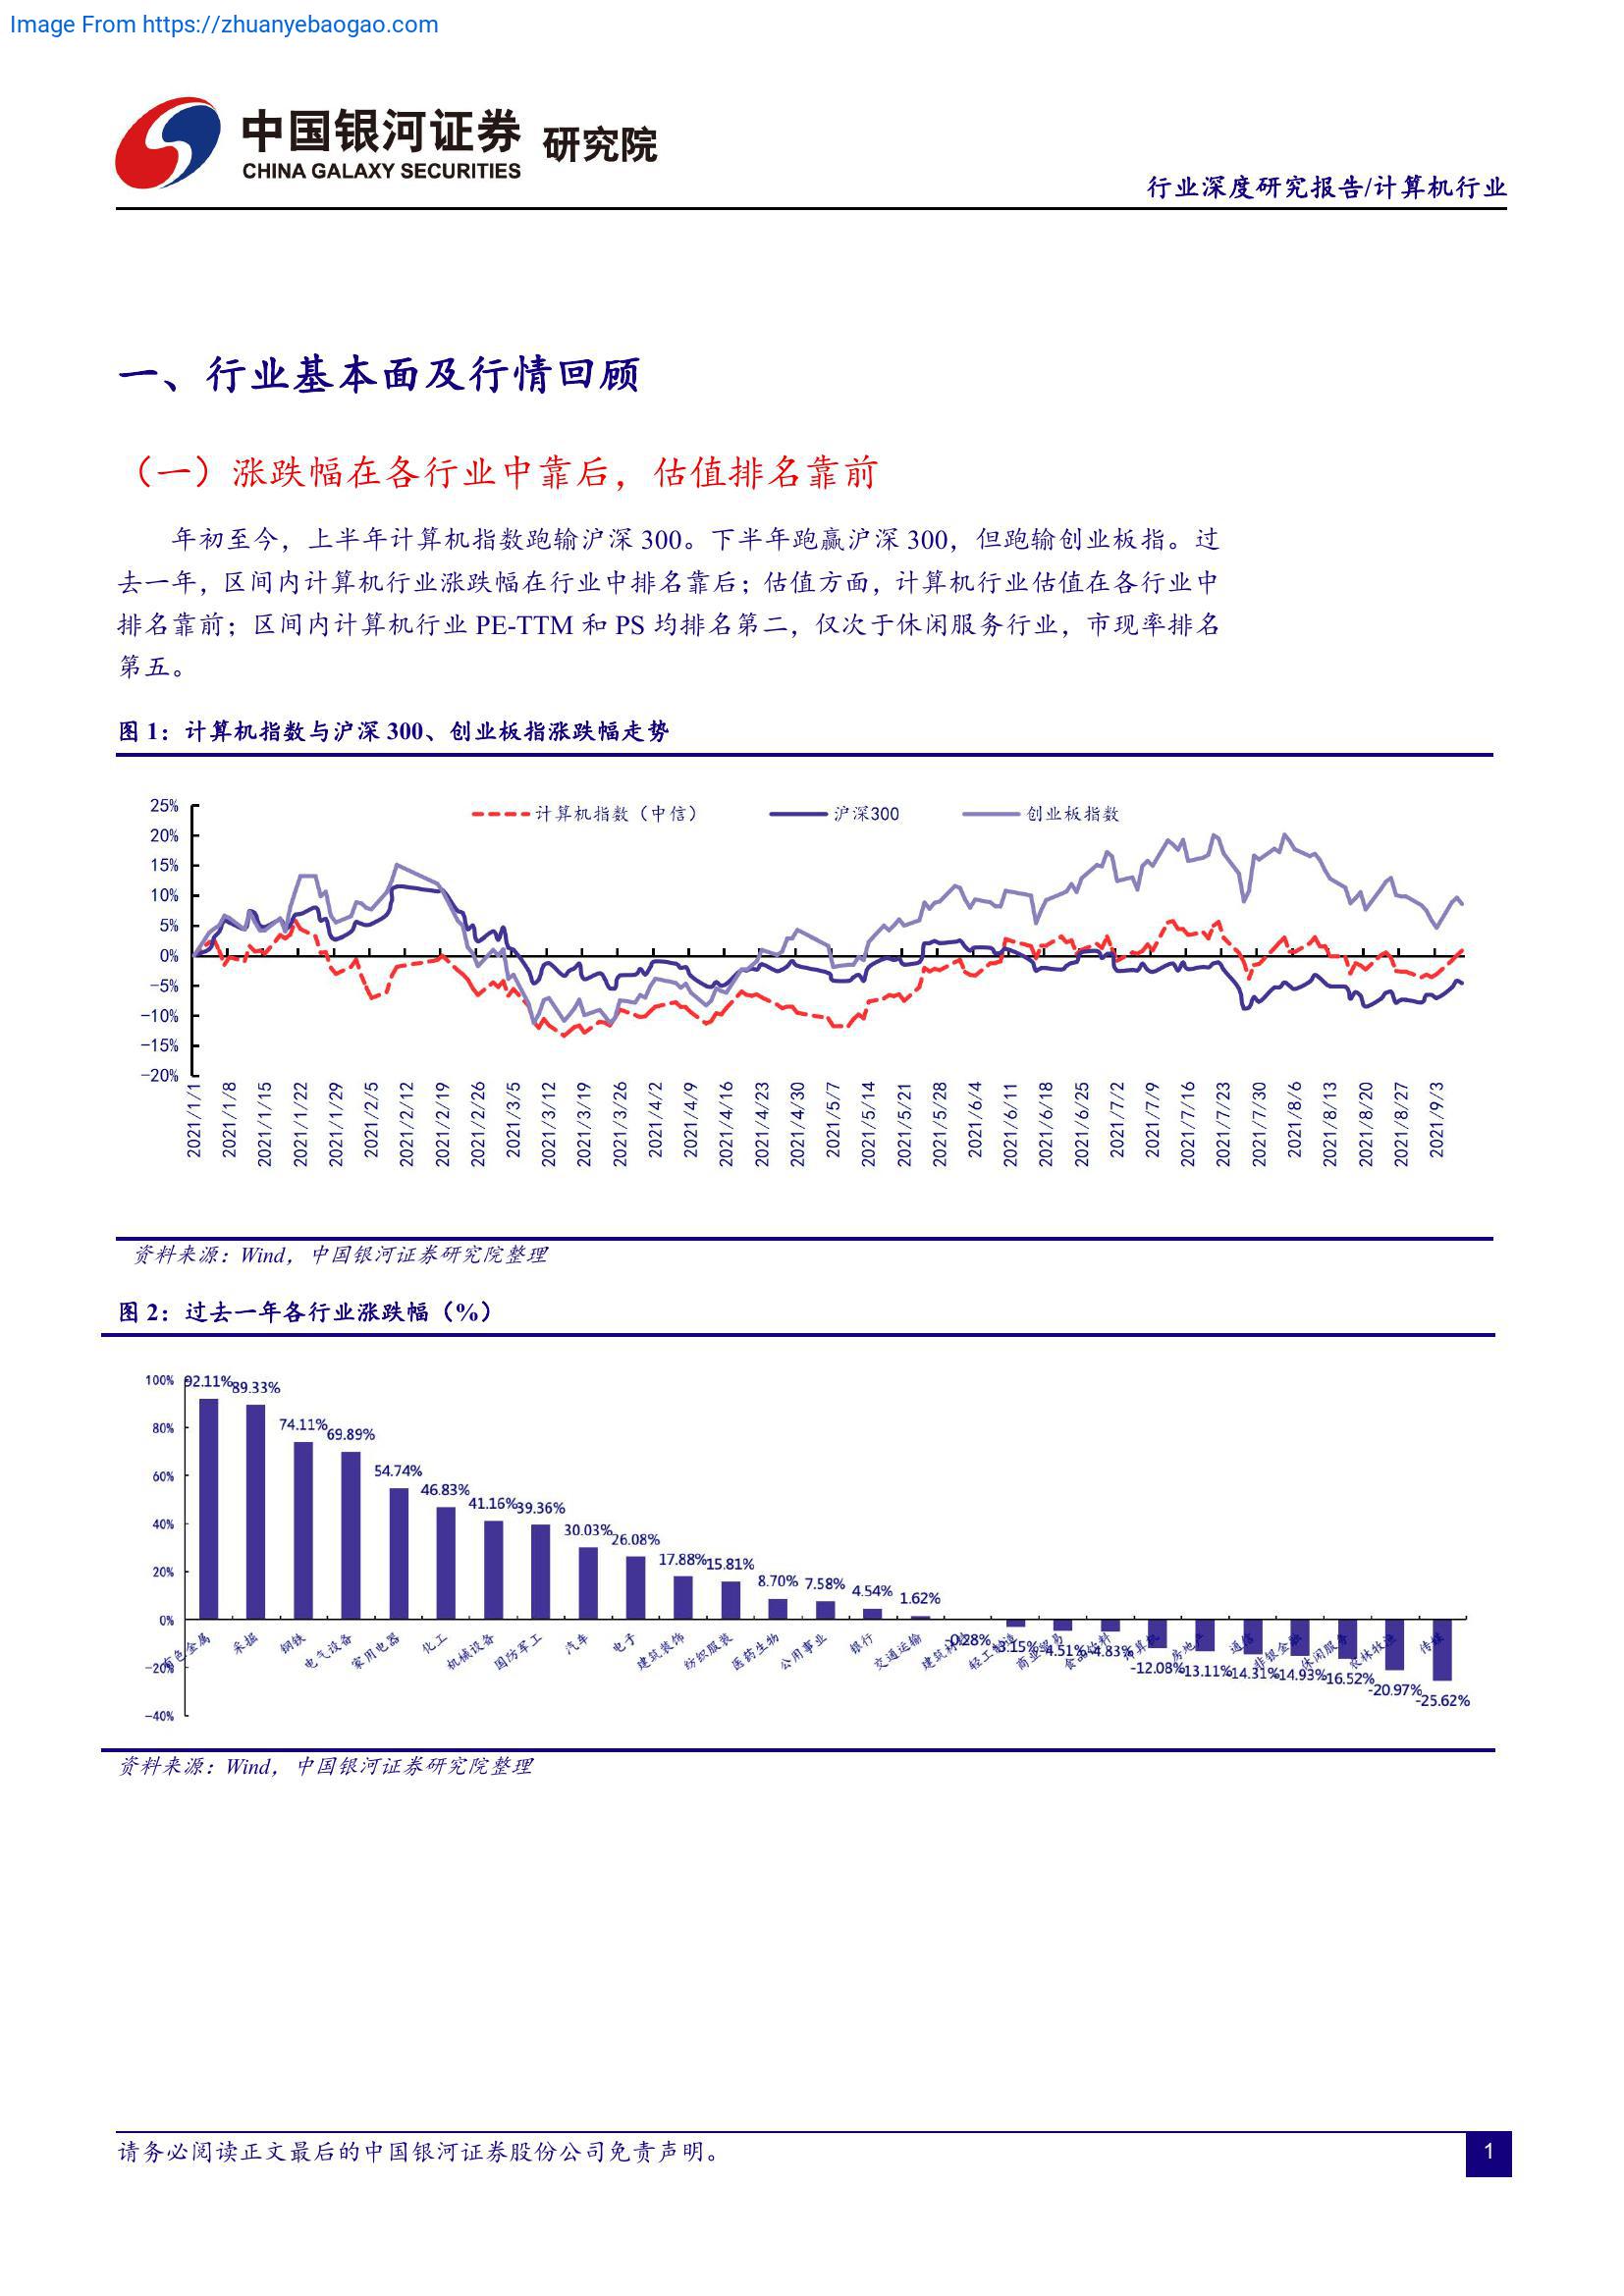 Image From https://zhuanyebaogao.com
中国银河证券 研究院
CHINA GALAXY SECURITIES
行业深度研究报告/计算机行业
一、行业基本面及行情回顾
（一）涨跌幅在各行业中靠后，估值排名靠前
年初至今，上半年计算机指数跑输沪深 300。下半年跑赢沪深 300，但跑输创业板指。过
去一年，区间内计算机行业涨跌幅在行业中排名靠后；估值方面，计算机行业估值在各行业中
排名靠前；区间内计算机行业 PE-TTM 和 PS 均排名第二，仅次于休闲服务行业，市现率排名
第五。
图 1：计算机指数与沪深 300、创业板指涨跌幅走势
计算机指数（中信） 沪深300 创业板指数
25%
20%
15%
10%
5%
0%
-5%
-10%
-15%
-20%
2021/1/1 2021/1/8 2021/1/15 2021/1/22 2021/1/29 2021/2/5 2021/2/12 2021/2/19 2021/2/26 2021/3/5 2021/3/12 2021/3/19 2021/3/26 2021/4/2 2021/4/9 2021/4/16 2021/4/23 2021/4/30 2021/5/7 2021/5/14 2021/5/21 2021/5/28 2021/6/4 2021/6/11 2021/6/18 2021/6/25 2021/7/2 2021/7/9 2021/7/16 2021/7/23 2021/7/30 2021/8/6 2021/8/13 2021/8/20 2021/8/27 2021/9/3
资料来源：Wind，中国银河证券研究院整理
图 2：过去一年各行业涨跌幅（%）
100%
80%
60%
40%
20%
0%
-20%
-40%
92.11% 89.33% 74.11% 69.89% 54.74% 46.83% 41.16% 39.36% 30.03% 26.08% 17.88% 15.81% 8.70% 7.58% 4.54% 1.62% -0.28% -3.15% -4.51% -4.83% -12.08% -13.11% -14.31% -14.93% -16.52% -20.97% -25.62%
有色金属 采掘 钢铁 电气设备 家用电器 化工 机械设备 国防军工 汽车 电子 建筑装饰 纺织服装 医药生物 公用事业 银行 交通运输 建筑材料 轻工制造 商业贸易 食品饮料 计算机 房地产 通信 非银金融 休闲服务 农林牧渔 传媒
资料来源：Wind，中国银河证券研究院整理
请务必阅读正文最后的中国银河证券股份公司免责声明。
1